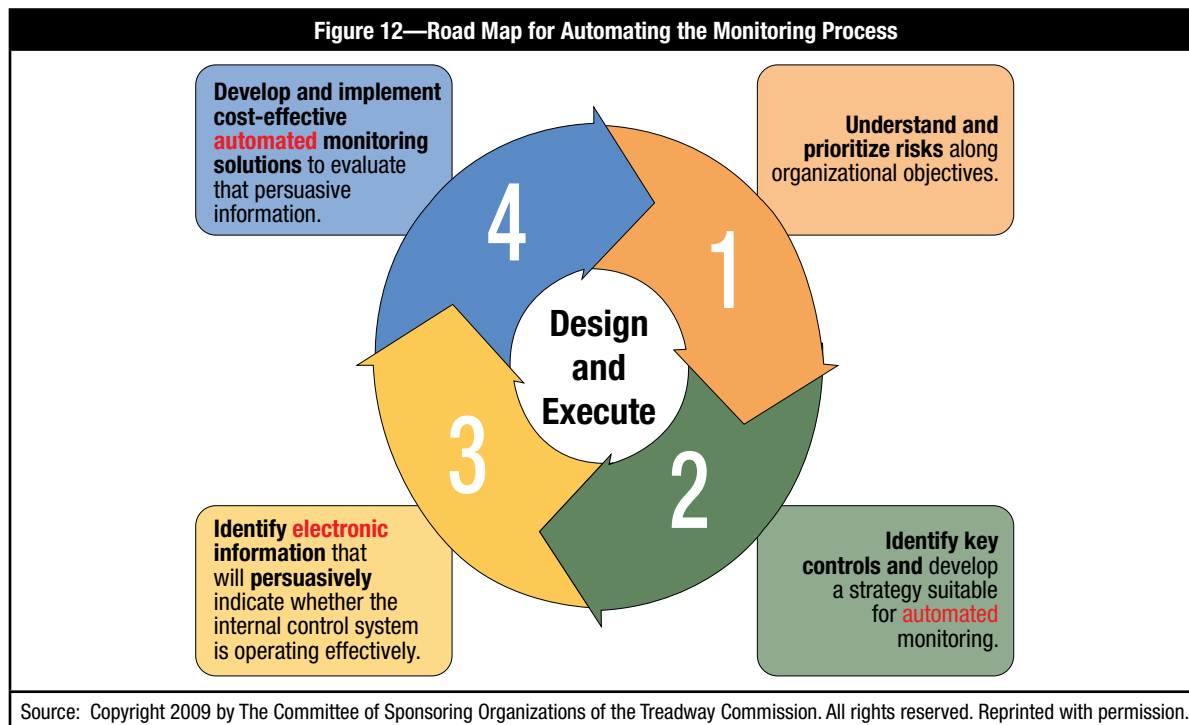 Figure 12—Road Map for Automating the Monitoring Process
Develop and implement
cost-effective
automated monitoring
solutions to evaluate
that persuasive
information.
Understand and
prioritize risks along
organizational objectives.
4
1
Design
and
Execute
3
2
Identify electronic
information that
will persuasively
indicate whether the
internal control system
is operating effectively.
Identify key
controls and develop
a strategy suitable
for automated
monitoring.
Source: Copyright 2009 by The Committee of Sponsoring Organizations of the Treadway Commission. All rights reserved. Reprinted with permission.